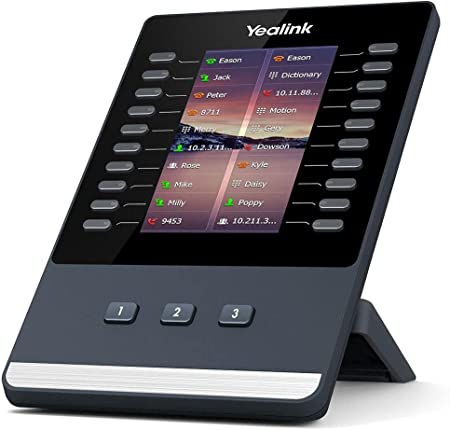 Yealink
Eason
Jack
Peter
8711
Merry
10.2.3.11
Rose
Mike
Milly
9453
Eason
Dictionary
10.11.88...
Motion
Gety
Dowson
Kyle
Daisy
Poppy
10.211.3...
1 2 3